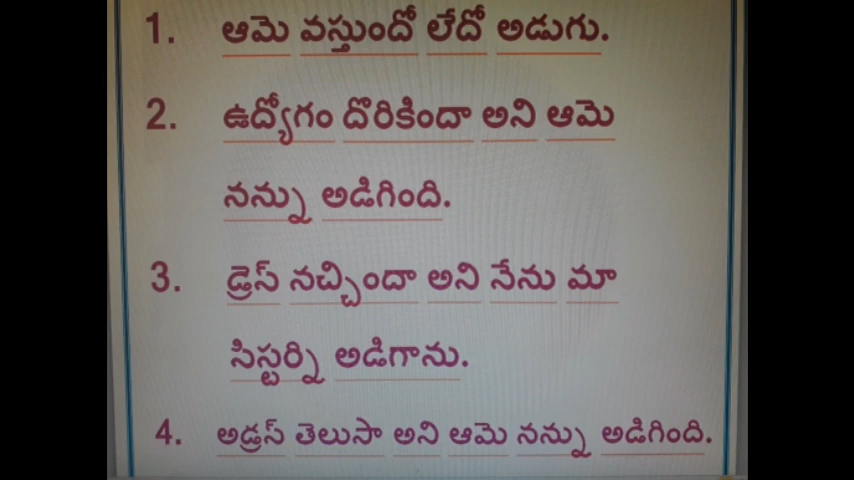 1. ఆమె వస్తుందో లేదో అడుగు.
2. ఉద్యోగం దొరికిందా అని ఆమె
నన్ను అడిగింది.
3. డ్రెస్ నచ్చిందా అని నేను మా
సిస్టర్ని అడిగాను.
4. అడ్రస్ తెలుసా అని ఆమె నన్ను అడిగింది.